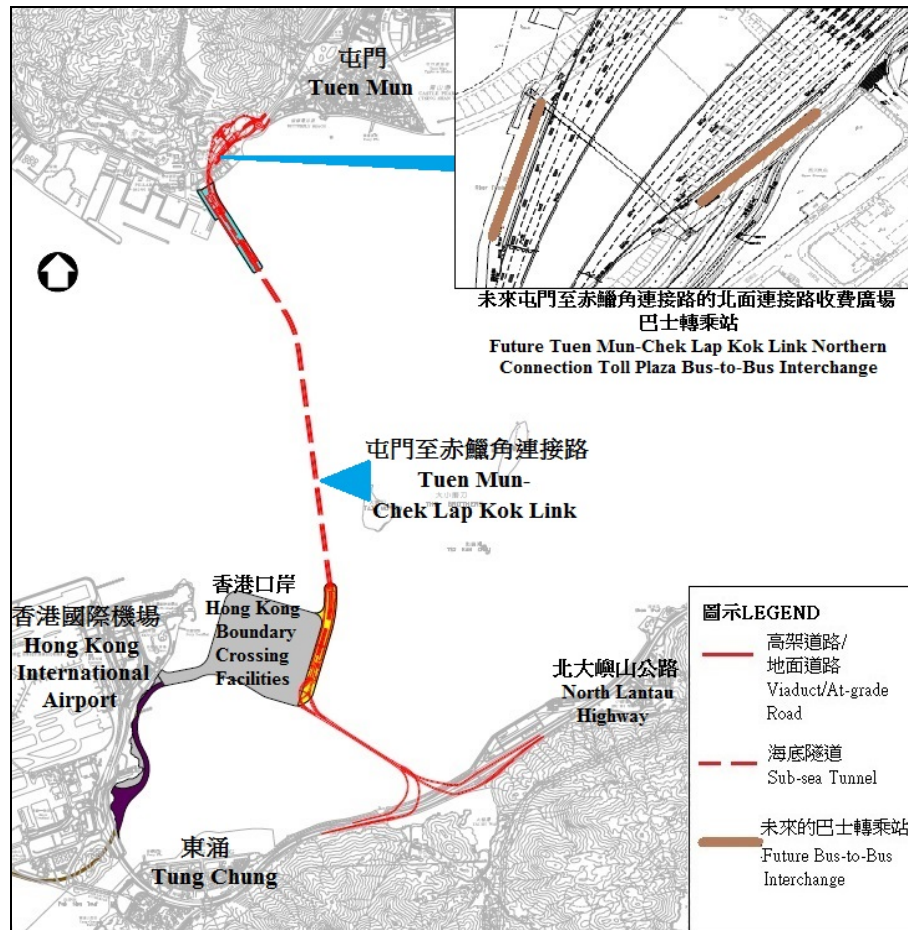 屯門
Tuen Mun
未來屯門至赤鱲角連接路的北面連接路收費廣場
巴士轉乘站
Future Tuen Mun-Chek Lap Kok Link Northern
Connection Toll Plaza Bus-to-Bus Interchange
屯門至赤鱲角連接路
Tuen Mun-
Chek Lap Kok Link
大小磨刀
THE BROTHERS
香港口岸
Hong Kong
Boundary
Crossing
Facilities
香港國際機場
Hong Kong
International
Airport
北大嶼山公路
North Lantau
Highway
東涌
Tung Chung
圖示LEGEND
高架道路/
地面道路
Viaduct/At-grade
Road
海底隧道
Sub-sea Tunnel
未來的巴士轉乘站
Future Bus-to-Bus
Interchange